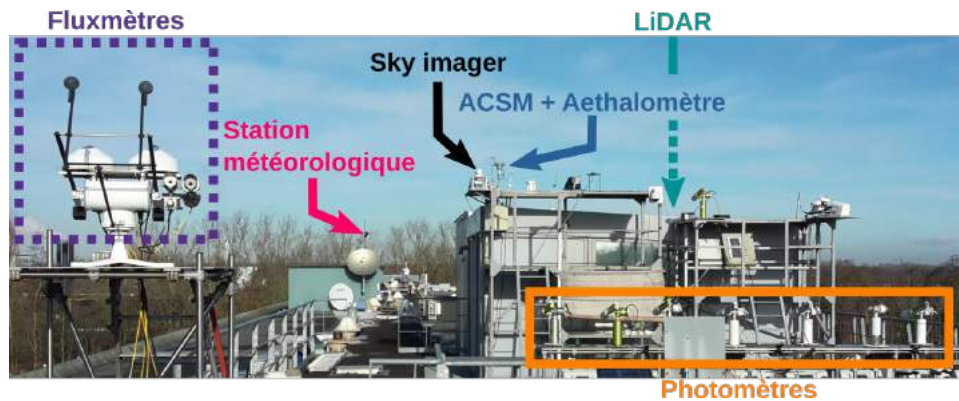 Fluxmètres
LiDAR
Sky imager
ACSM + Aethalomètre
Station
météorologique
Photomètres